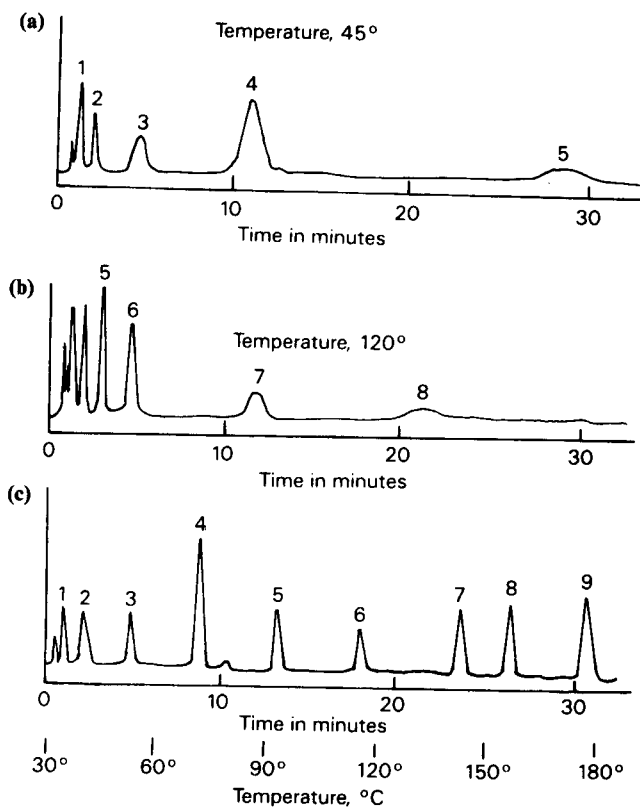 (a)
Temperature, 45°
1
2
3
4
5
0 10 20 30
Time in minutes
(b)
5
6
Temperature, 120°
7
8
0 10 20 30
Time in minutes
(c)
1 2 3 4 5 6 7 8 9
0 10 20 30
Time in minutes
30° 60° 90° 120° 150° 180°
Temperature, °C